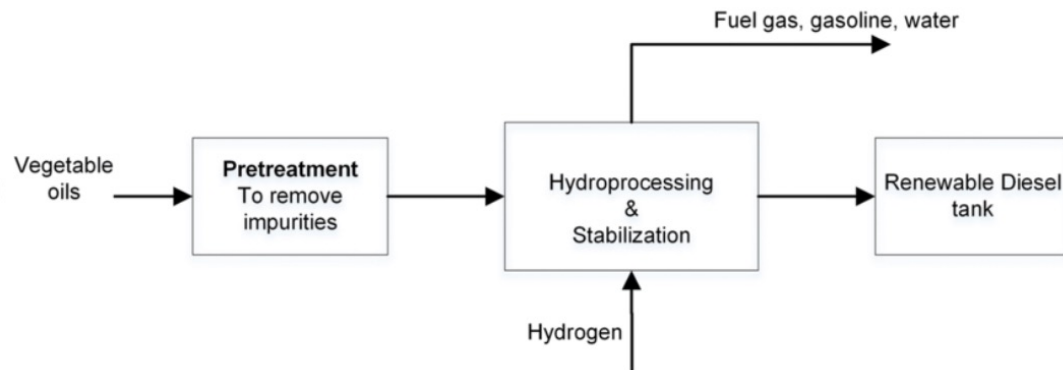 Fuel gas, gasoline, water
Vegetable
oils
Pretreatment
To remove
impurities
Hydroprocessing
&
Stabilization
Renewable Diesel
tank
Hydrogen